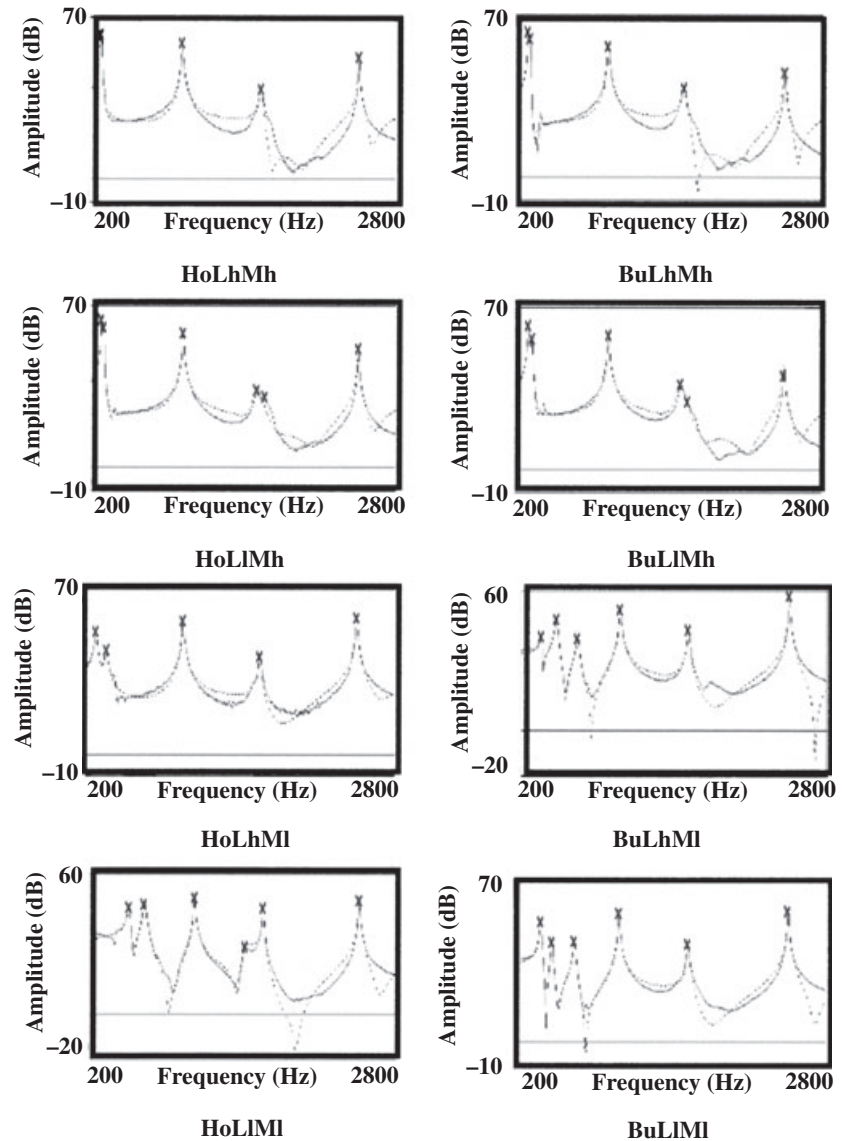 70
Amplitude (dB)
−10
200 Frequency (Hz) 2800
HoLhMh
70
Amplitude (dB)
−10
200 Frequency (Hz) 2800
BuLhMh
70
Amplitude (dB)
−10
200 Frequency (Hz) 2800
HoLlMh
70
Amplitude (dB)
−10
200 Frequency (Hz) 2800
BuLlMh
70
Amplitude (dB)
−10
200 Frequency (Hz) 2800
HoLhMl
60
Amplitude (dB)
−20
200 Frequency (Hz) 2800
BuLhMl
60
Amplitude (dB)
−20
200 Frequency (Hz) 2800
HoLlMl
70
Amplitude (dB)
−10
200 Frequency (Hz) 2800
BuLlMl